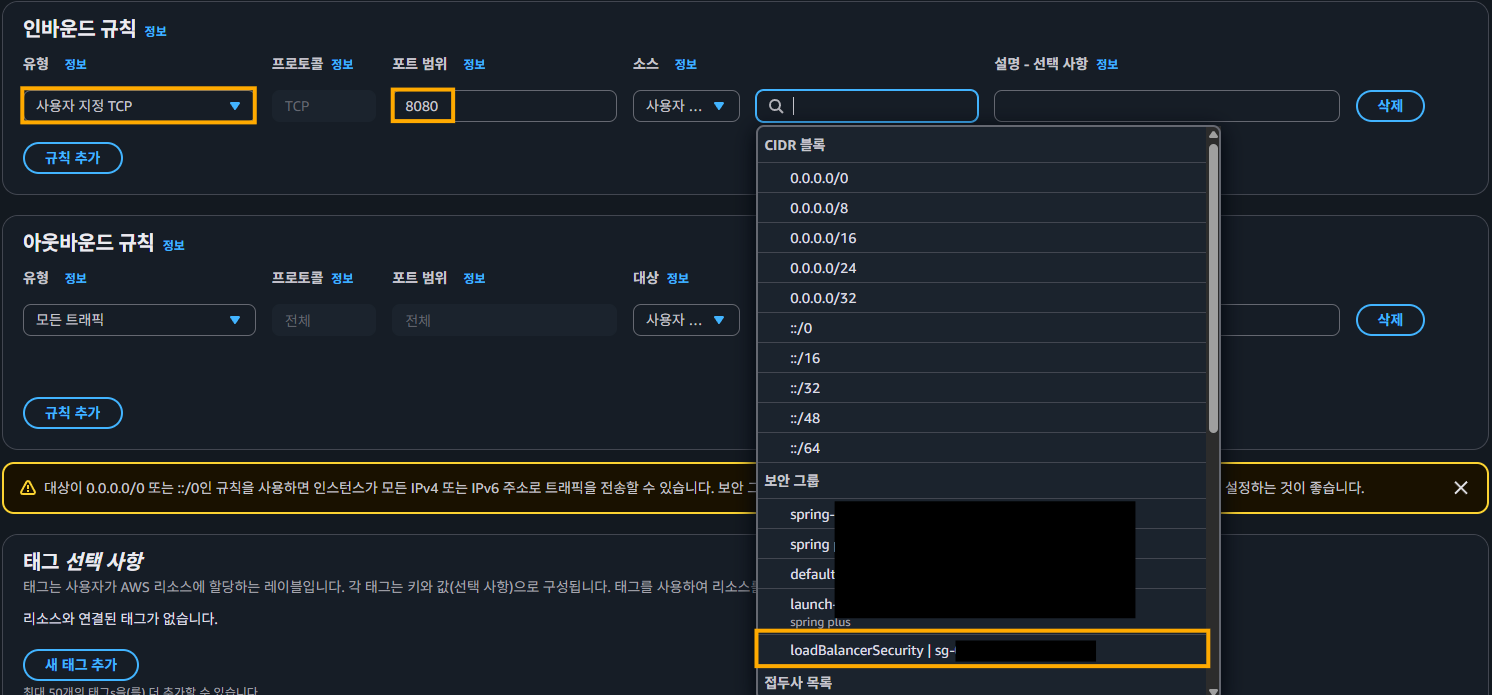 인바운드 규칙 정보
유형 정보 프로토콜 정보 포트 범위 정보 소스 정보 설명 - 선택 사항 정보
사용자 지정 TCP TCP 8080 사용자 ... 삭제
규칙 추가
CIDR 블록
0.0.0.0/0
0.0.0.0/8
0.0.0.0/16
0.0.0.0/24
0.0.0.0/32
::/0
::/16
::/32
::/48
::/64
보안 그룹
spring-
spring
default
launch-
spring plus
loadBalancerSecurity | sg-
접두사 목록
아웃바운드 규칙 정보
유형 정보 프로토콜 정보 포트 범위 정보 대상 정보
모든 트래픽 전체 전체 사용자 ... 삭제
규칙 추가
대상이 0.0.0.0/0 또는 ::/0인 규칙을 사용하면 인스턴스가 모든 IPv4 또는 IPv6 주소로 트래픽을 전송할 수 있습니다. 보안 설정하는 것이 좋습니다.
태그 선택 사항
태그는 사용자가 AWS 리소스에 할당하는 레이블입니다. 각 태그는 키와 값(선택 사항)으로 구성됩니다. 태그를 사용하여
리소스와 연결된 태그가 없습니다.
새 태그 추가
최대 50개의 태그s을(를) 더 추가할 수 있습니다